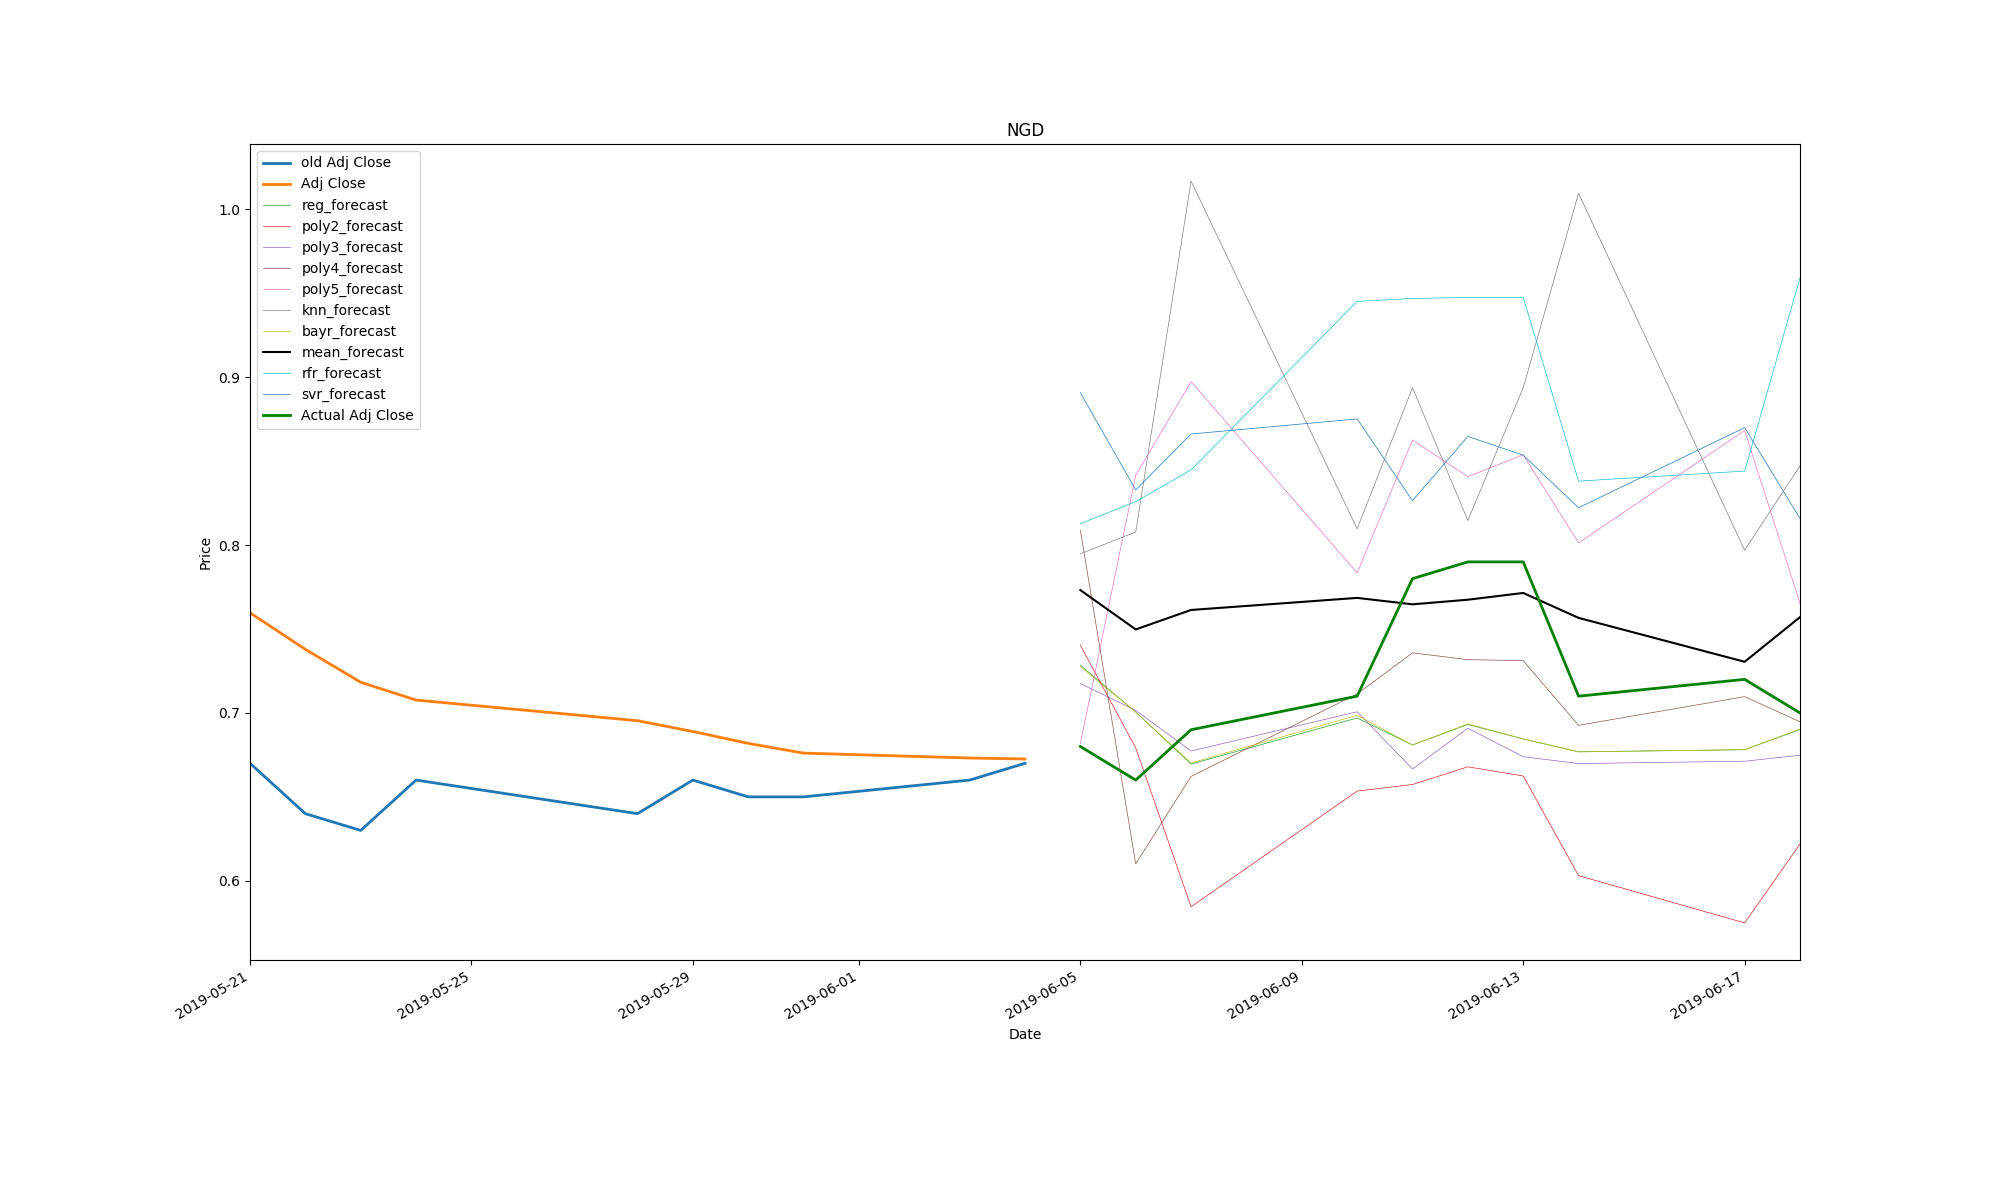 NGD
old Adj Close
Adj Close
reg_forecast
poly2_forecast
poly3_forecast
poly4_forecast
poly5_forecast
knn_forecast
bayr_forecast
mean_forecast
rfr_forecast
svr_forecast
Actual Adj Close
1.0
0.9
0.8
0.7
0.6
Price
2019-05-21
2019-05-25
2019-05-29
2019-06-01
2019-06-05
2019-06-09
2019-06-13
2019-06-17
Date